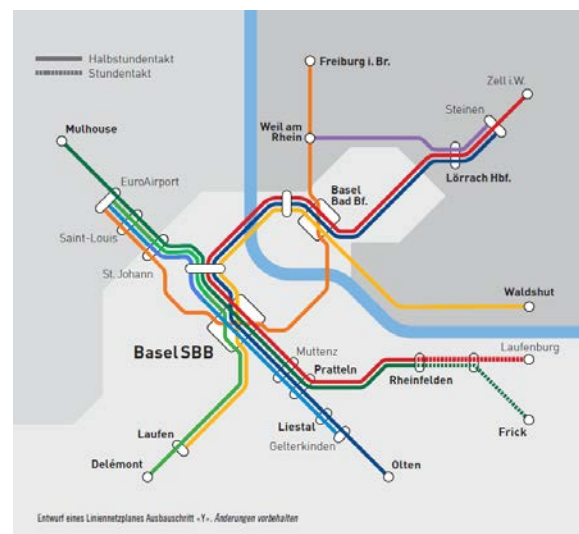 Halbstundentakt
Stundentakt
Freiburg i. Br.
Zell i.W.
Steinen
Mulhouse
Weil am
Rhein
EuroAirport
Lörrach Hbf.
Basel
Bad Bf.
Saint-Louis
St. Johann
Waldshut
Basel SBB
Muttenz
Laufenburg
Pratteln
Rheinfelden
Laufen
Liestal
Gelterkinden
Frick
Delémont
Olten
Entwurf eines Liniennetzplanes Ausbauschritt «Y». Änderungen vorbehalten